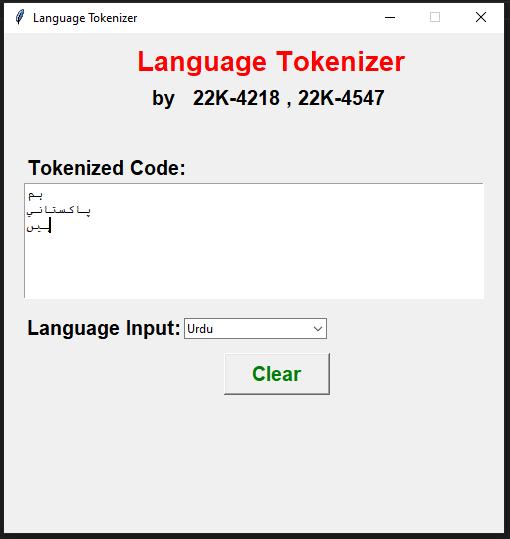 Language Tokenizer
Language Tokenizer
by 22K-4218 , 22K-4547
Tokenized Code:
ہم
پاکستانی
ہیں
Language Input: Urdu
Clear